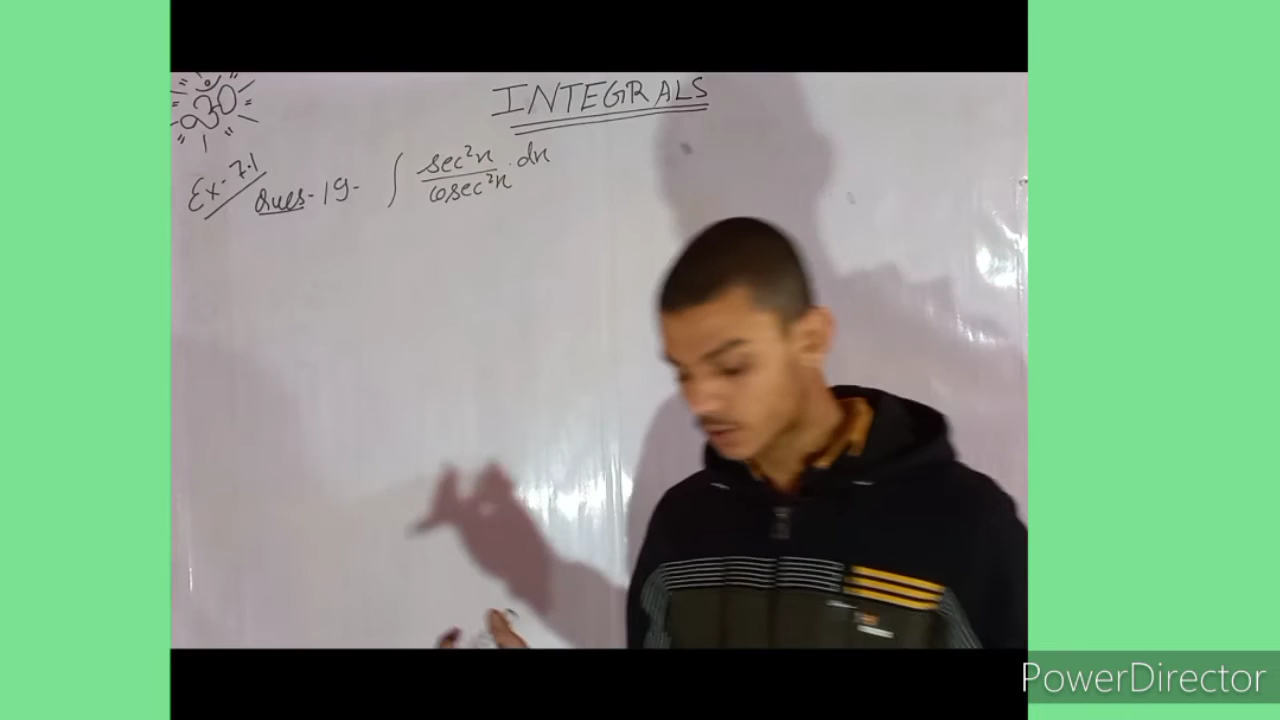 ॐ
INTEGRALS
Ex-7.1
Ques-19- ∫ sec²x/cosec²x . dx
PowerDirector